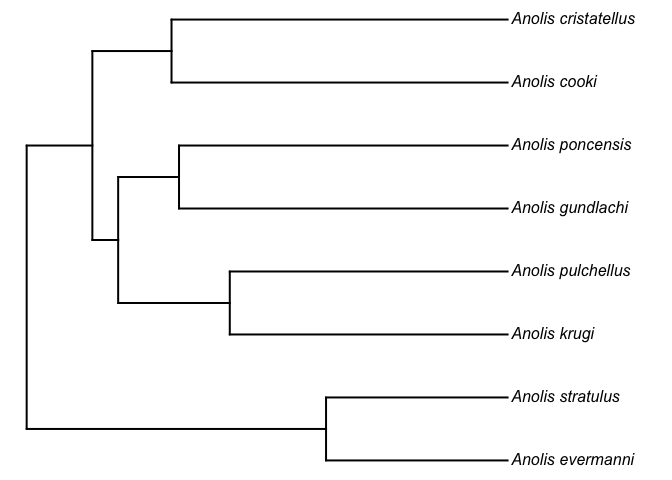 Anolis cristatellus
Anolis cooki
Anolis poncensis
Anolis gundlachi
Anolis pulchellus
Anolis krugi
Anolis stratulus
Anolis evermanni